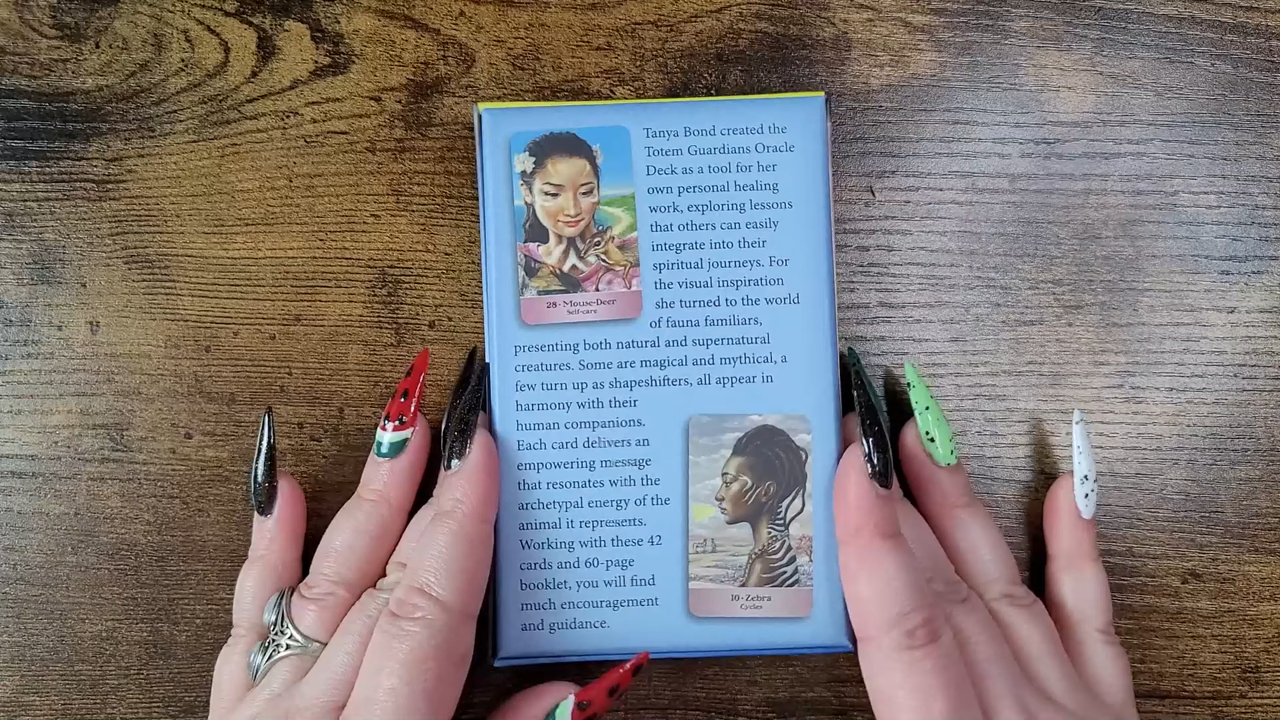 Tanya Bond created the
Totem Guardians Oracle
Deck as a tool for her
own personal healing
work, exploring lessons
that others can easily
integrate into their
spiritual journeys. For
the visual inspiration
she turned to the world
of fauna familiars,
presenting both natural and supernatural
creatures. Some are magical and mythical, a
few turn up as shapeshifters, all appear in
harmony with their
human companions.
Each card delivers an
empowering message
that resonates with the
archetypal energy of the
animal it represents.
Working with these 42
cards and 60-page
booklet, you will find
much encouragement
and guidance.
28 · Mouse-Deer
Self-care
10 · Zebra
Cycles